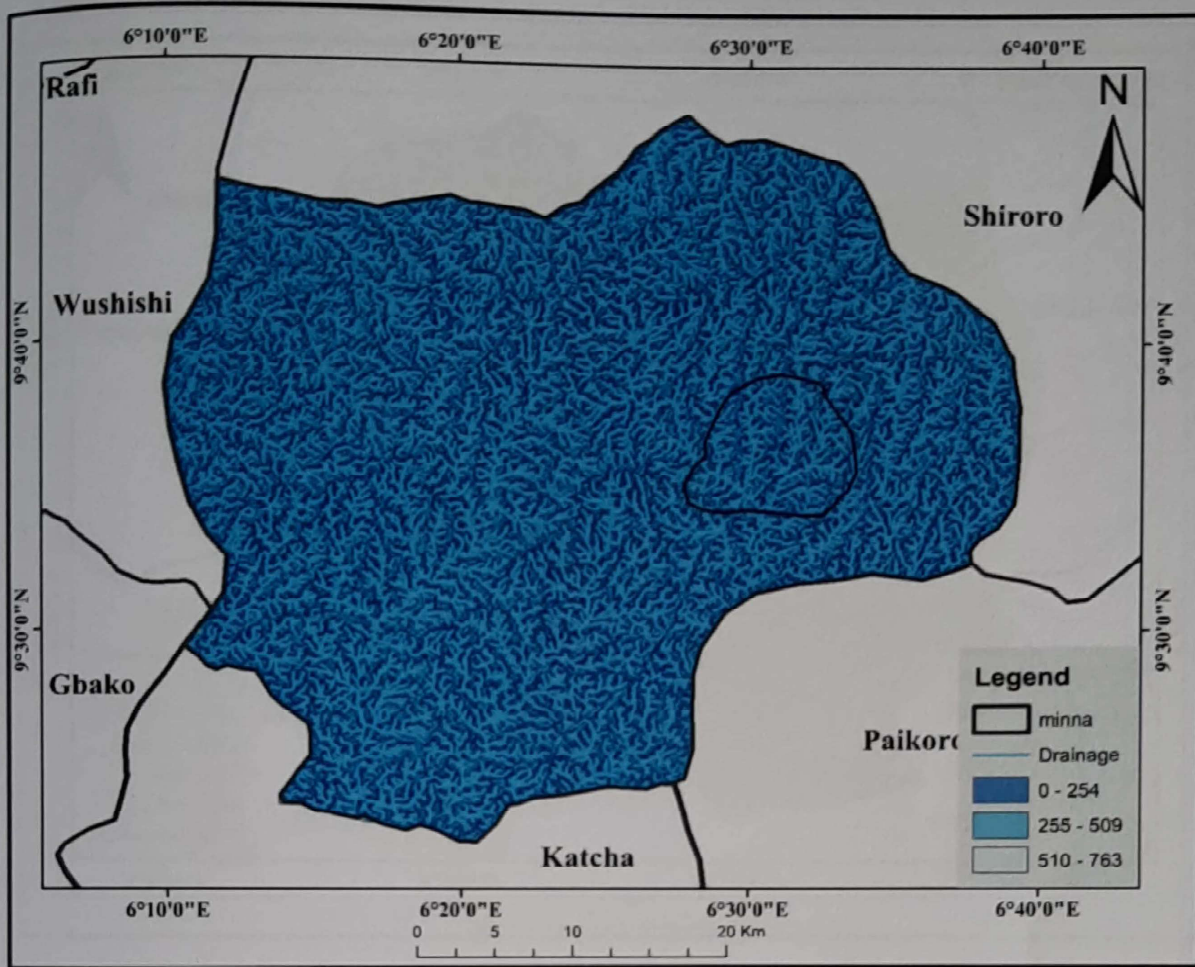 6°10'0"E 6°20'0"E 6°30'0"E 6°40'0"E
Rafi
N
Shiroro
Wushishi
9°40'0"N 9°40'0"N
9°30'0"N 9°30'0"N
Gbako
Legend
minna
Paikoro
Drainage
0 - 254
255 - 509
510 - 763
Katcha
6°10'0"E 6°20'0"E 6°30'0"E 6°40'0"E
0 5 10 20 Km